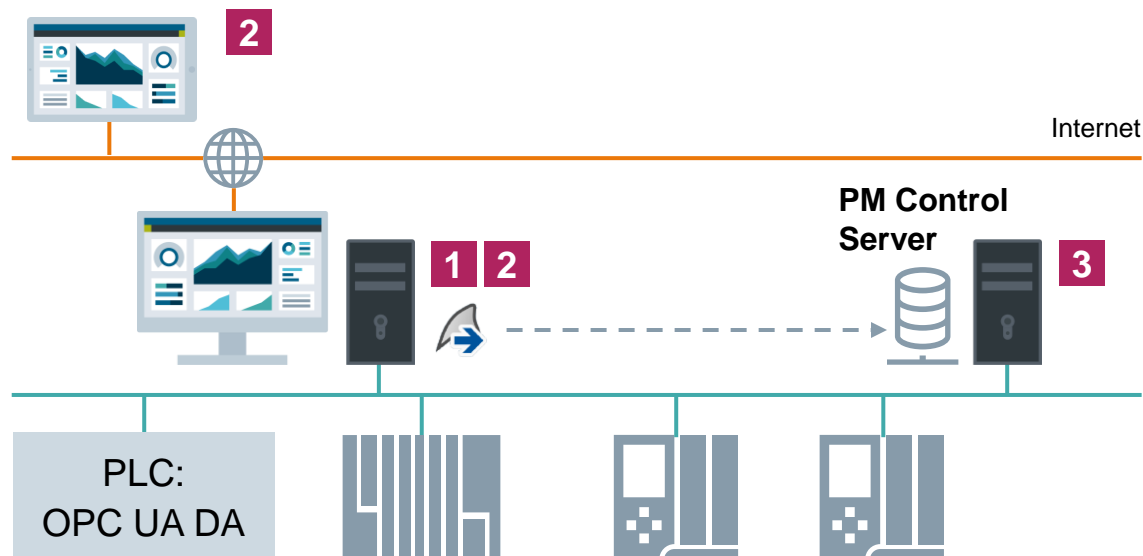 2
Internet
PM Control
Server
1 2
3
PLC:
OPC UA DA